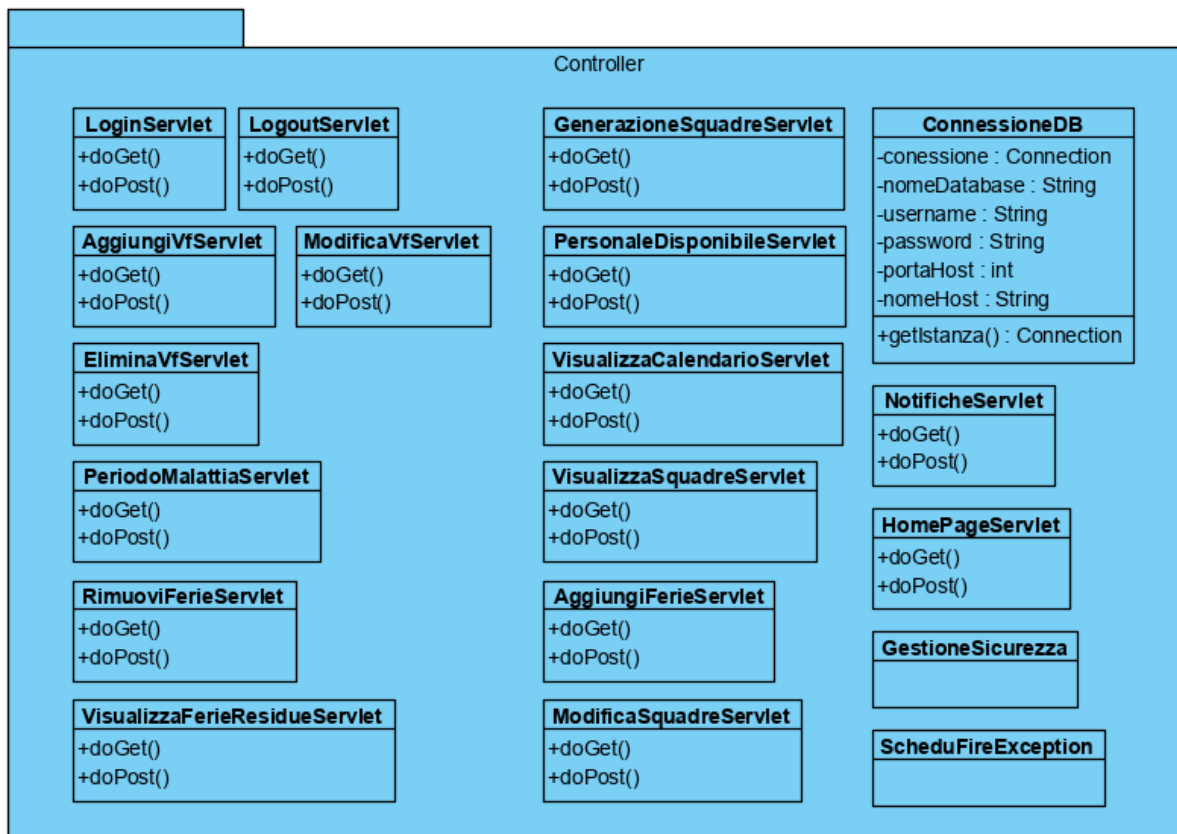 Controller
LoginServlet
+doGet()
+doPost()
LogoutServlet
+doGet()
+doPost()
AggiungiVfServlet
+doGet()
+doPost()
ModificaVfServlet
+doGet()
+doPost()
EliminaVfServlet
+doGet()
+doPost()
PeriodoMalattiaServlet
+doGet()
+doPost()
RimuoviFerieServlet
+doGet()
+doPost()
VisualizzaFerieResidueServlet
+doGet()
+doPost()
GenerazioneSquadreServlet
+doGet()
+doPost()
PersonaleDisponibileServlet
+doGet()
+doPost()
VisualizzaCalendarioServlet
+doGet()
+doPost()
VisualizzaSquadreServlet
+doGet()
+doPost()
AggiungiFerieServlet
+doGet()
+doPost()
ModificaSquadreServlet
+doGet()
+doPost()
ConnessioneDB
-conessione : Connection
-nomeDatabase : String
-username : String
-password : String
-portaHost : int
-nomeHost : String
+getIstanza() : Connection
NotificheServlet
+doGet()
+doPost()
HomePageServlet
+doGet()
+doPost()
GestioneSicurezza
ScheduFireException